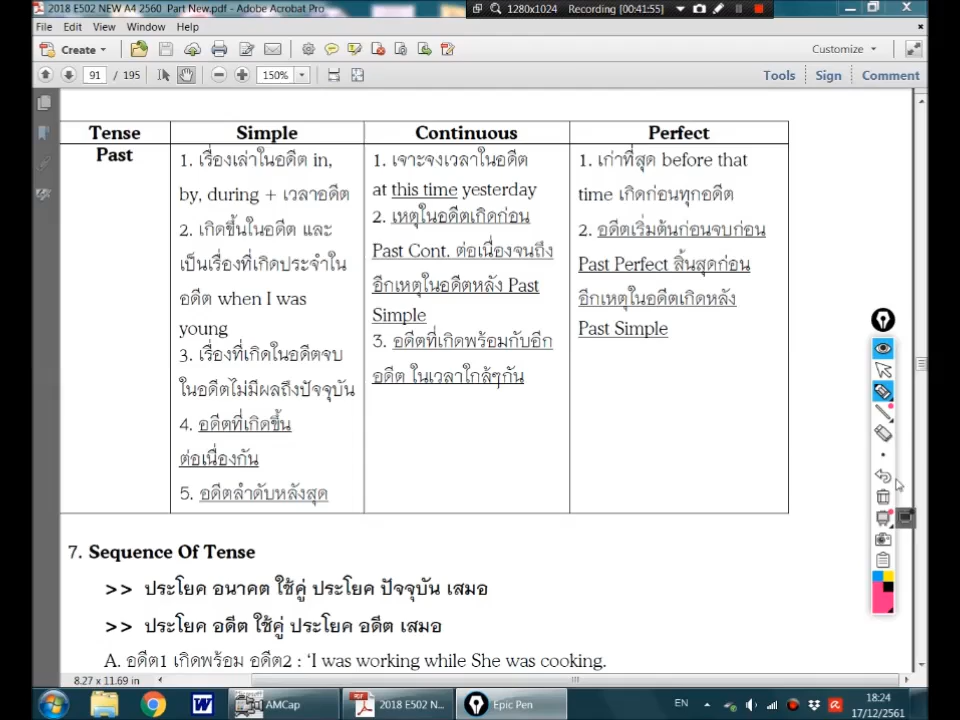 2018 E502 NEW A4 2560 Part New.pdf - Adobe Acrobat Pro
1280x1024 Recording [00:41:55]
File Edit View Window Help
Create Customize
91 / 195 150% Tools Sign Comment
Tense Simple Continuous Perfect
Past
1. เรื่องเล่าในอดีต in,
by, during + เวลาอดีต
2. เกิดขึ้นในอดีต และ
เป็นเรื่องที่เกิดประจำใน
อดีต when I was
young
3. เรื่องที่เกิดในอดีตจบ
ในอดีตไม่มีผลถึงปัจจุบัน
4. อดีตที่เกิดขึ้น
ต่อเนื่องกัน
5. อดีตลำดับหลังสุด
1. เจาะจงเวลาในอดีต
at this time yesterday
2. เหตุในอดีตเกิดก่อน
Past Cont. ต่อเนื่องจนถึง
อีกเหตุในอดีตหลัง Past
Simple
3. อดีตที่เกิดพร้อมกับอีก
อดีต ในเวลาใกล้ๆกัน
1. เก่าที่สุด before that
time เกิดก่อนทุกอดีต
2. อดีตเริ่มต้นก่อนจบก่อน
Past Perfect สิ้นสุดก่อน
อีกเหตุในอดีตเกิดหลัง
Past Simple
7. Sequence Of Tense
>> ประโยค อนาคต ใช้คู่ ประโยค ปัจจุบัน เสมอ
>> ประโยค อดีต ใช้คู่ ประโยค อดีต เสมอ
A. อดีต1 เกิดพร้อม อดีต2 : ‘I was working while She was cooking.
8.27 x 11.69 in
AMCap 2018 E502 N... Epic Pen EN 18:24
17/12/2561